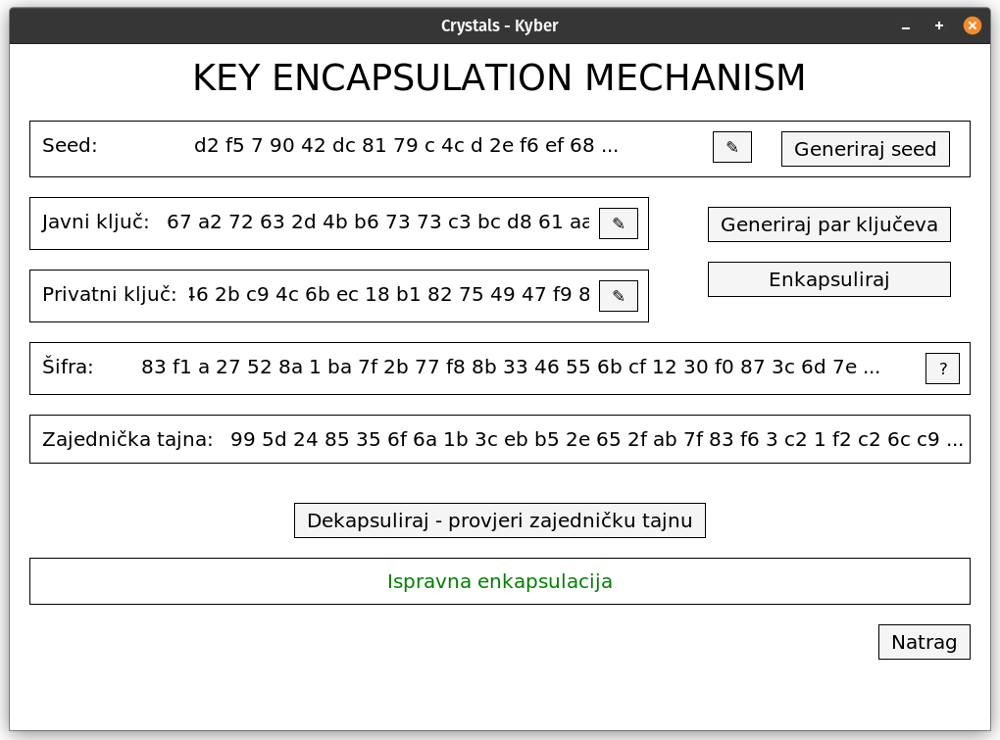 Crystals - Kyber
KEY ENCAPSULATION MECHANISM
Seed: d2 f5 7 90 42 dc 81 79 c 4c d 2e f6 ef 68 ... ✎ Generiraj seed
Javni ključ: 67 a2 72 63 2d 4b b6 73 73 c3 bc d8 61 aa ✎ Generiraj par ključeva
Enkapsuliraj
Privatni ključ: 2b c9 4c 6b ec 18 b1 82 75 49 47 f9 8 ✎
Šifra: 83 f1 a 27 52 8a 1 ba 7f 2b 77 f8 8b 33 46 55 6b cf 12 30 f0 87 3c 6d 7e ... ?
Zajednička tajna: 99 5d 24 85 35 6f 6a 1b 3c eb b5 2e 65 2f ab 7f 83 f6 3 c2 1 f2 c2 6c c9 ...
Dekapsuliraj - provjeri zajedničku tajnu
Ispravna enkapsulacija
Natrag